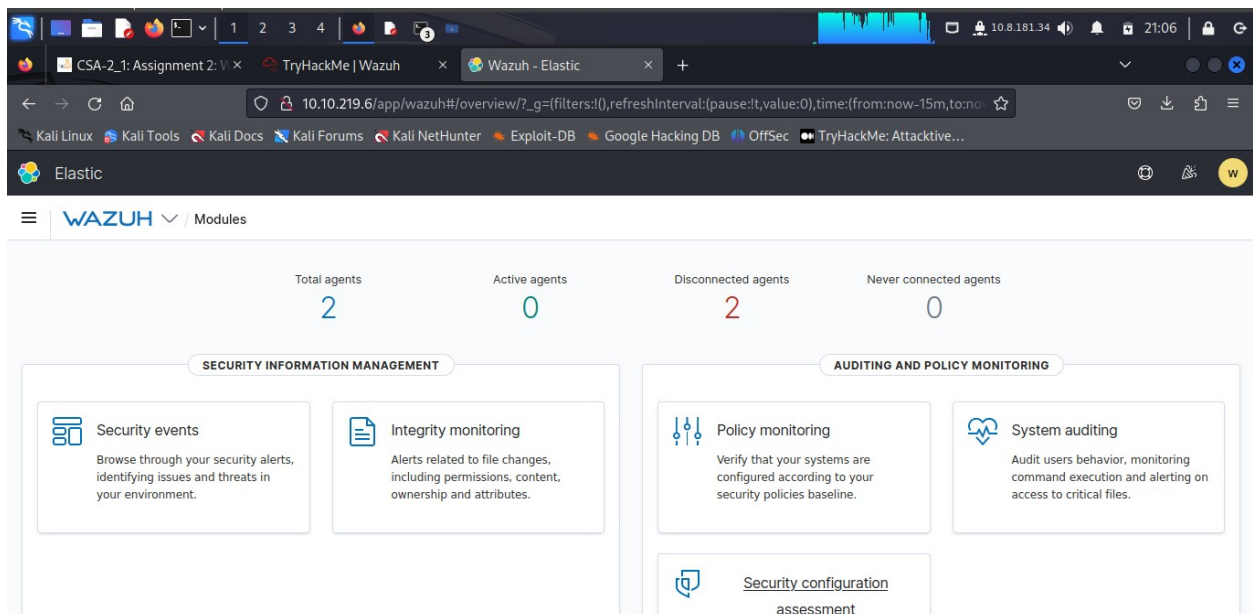 1 2 3 4 3 10.8.181.34 21:06
CSA-2_1: Assignment 2: W × TryHackMe | Wazuh × Wazuh - Elastic × +
10.10.219.6/app/wazuh#/overview/?_g=(filters:!(),refreshInterval:(pause:!t,value:0),time:(from:now-15m,to:no
Kali Linux Kali Tools Kali Docs Kali Forums Kali NetHunter Exploit-DB Google Hacking DB OffSec TryHackMe: Attacktive…
Elastic W
WAZUH / Modules
Total agents Active agents Disconnected agents Never connected agents
2 0 2 0
SECURITY INFORMATION MANAGEMENT
Security events
Browse through your security alerts,
identifying issues and threats in
your environment.
Integrity monitoring
Alerts related to file changes,
including permissions, content,
ownership and attributes.
AUDITING AND POLICY MONITORING
Policy monitoring
Verify that your systems are
configured according to your
security policies baseline.
System auditing
Audit users behavior, monitoring
command execution and alerting on
access to critical files.
Security configuration
assessment